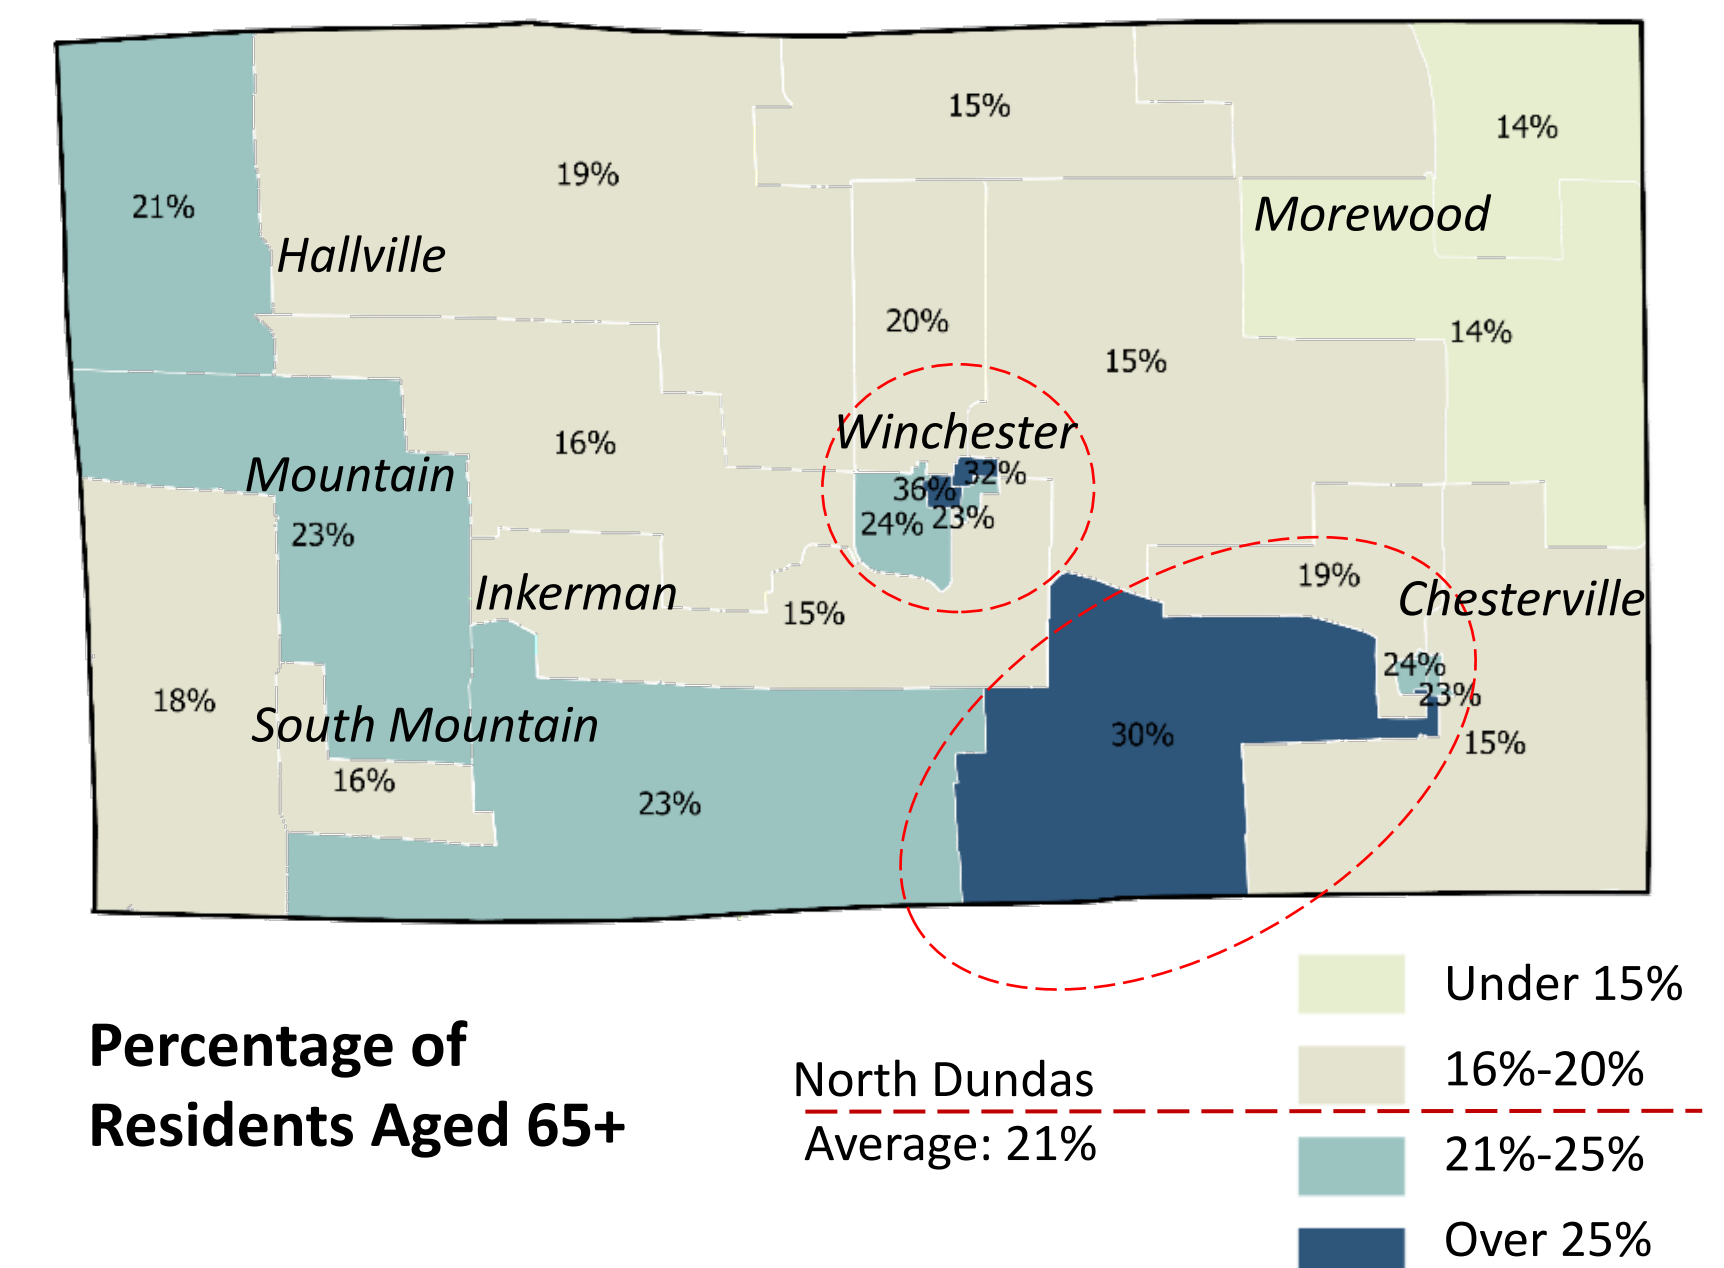 15%
14%
19%
21%
Morewood
Hallville
20%
14%
15%
Winchester
16%
Mountain
32%
36%
24%
23%
23%
19%
Inkerman
Chesterville
15%
24%
23%
18%
South Mountain
30%
15%
16%
23%
Under 15%
Percentage of
Residents Aged 65+
North Dundas
Average: 21%
16%-20%
21%-25%
Over 25%